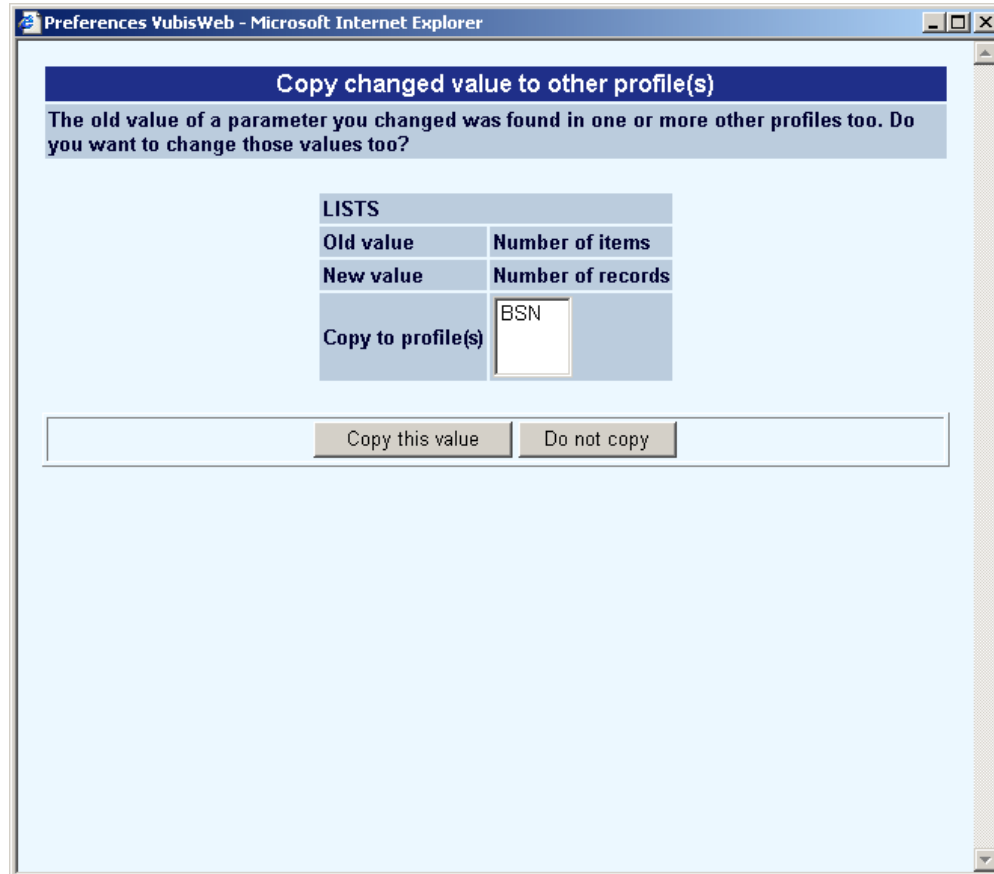 Preferences VubisWeb - Microsoft Internet Explorer
Copy changed value to other profile(s)
The old value of a parameter you changed was found in one or more other profiles too. Do
you want to change those values too?
LISTS
Old value Number of items
New value Number of records
Copy to profile(s) BSN
Copy this value Do not copy